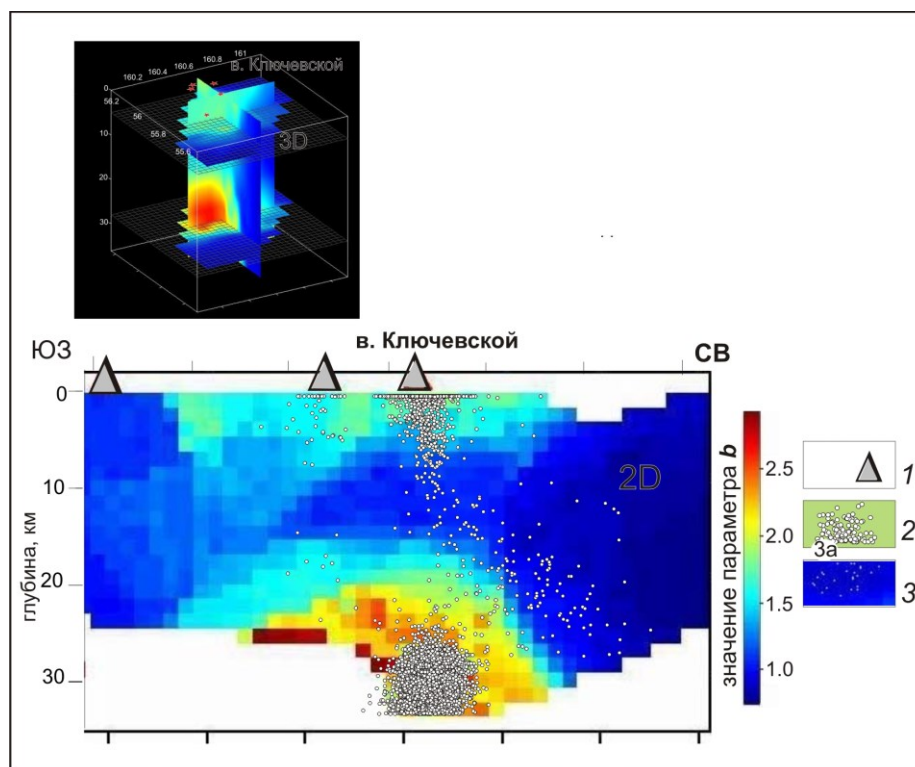 160.2 160.4 160.6 160.8 161
в. Ключевской
0
56.2
56
55.8
55.6
3D
10
20
30
в. Ключевской
ЮЗ
СВ
0
10
20
30
глубина, км
2D
значение параметра b
2.5
2.0
1.5
1.0
1
2
3а
3